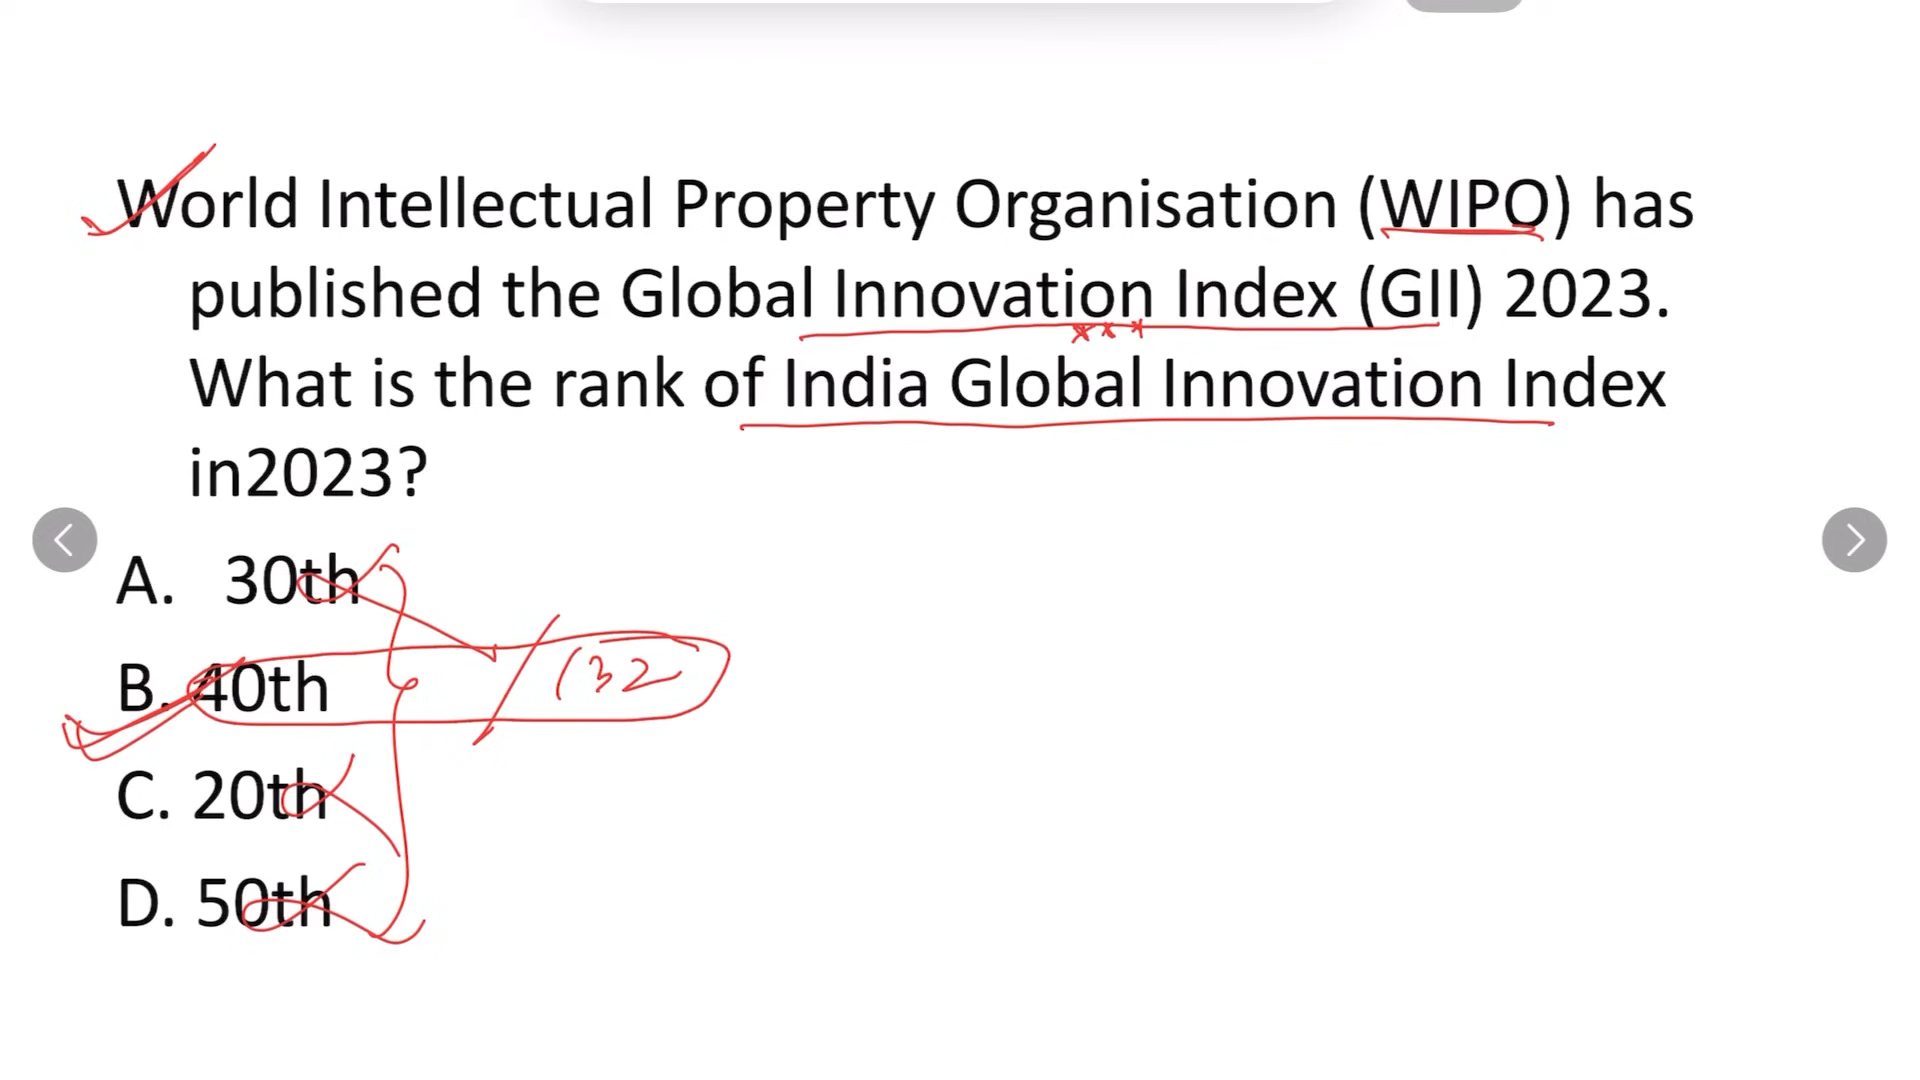 World Intellectual Property Organisation (WIPO) has
published the Global Innovation Index (GII) 2023.
What is the rank of India Global Innovation Index
in2023?
A. 30th
B. 40th (132
C. 20th
D. 50th